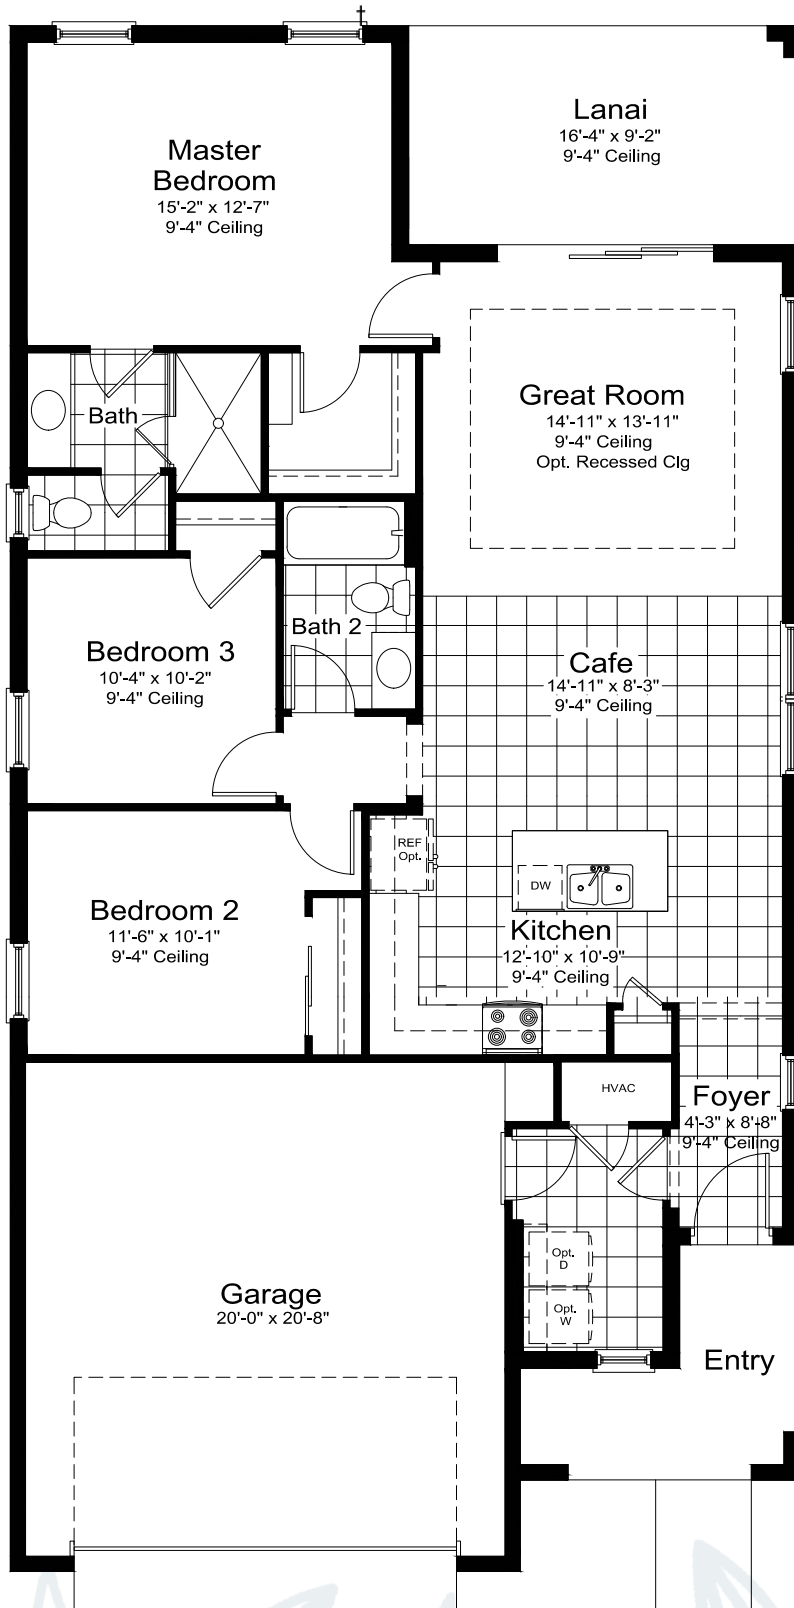 Lanai
16'-4" x 9'-2"
9'-4" Ceiling
Master
Bedroom
15'-2" x 12'-7"
9'-4" Ceiling
Great Room
14'-11" x 13'-11"
9'-4" Ceiling
Opt. Recessed Clg
Bath
Bath 2
Bedroom 3
10'-4" x 10'-2"
9'-4" Ceiling
Cafe
14'-11" x 8'-3"
9'-4" Ceiling
REF
Opt.
DW
Bedroom 2
11'-6" x 10'-1"
9'-4" Ceiling
Kitchen
12'-10" x 10'-9"
9'-4" Ceiling
HVAC
Foyer
4'-3" x 8'-8"
9'-4" Ceiling
Opt.
D
Opt.
W
Garage
20'-0" x 20'-8"
Entry